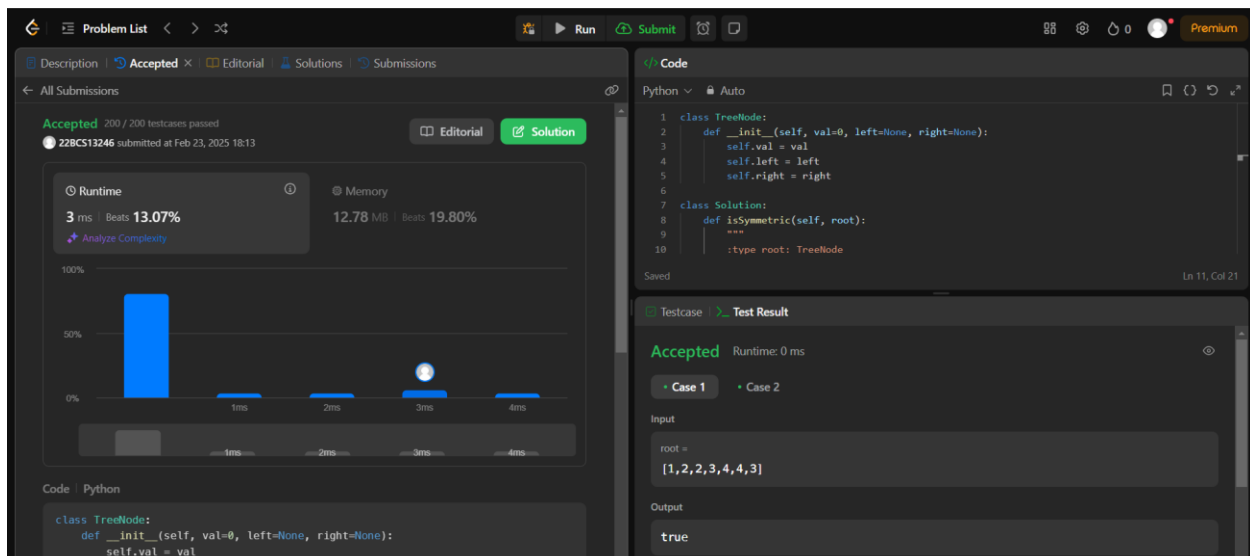 Problem List Run Submit 0 Premium
Description Accepted Editorial Solutions Submissions
All Submissions
Accepted 200 / 200 testcases passed
22BCS13246 submitted at Feb 23, 2025 18:13
Editorial Solution
Runtime
3 ms Beats 13.07%
Analyze Complexity
Memory
12.78 MB Beats 19.80%
100%
50%
0%
1ms 2ms 3ms 4ms
1ms 2ms 3ms 4ms
Code Python
class TreeNode:
def __init__(self, val=0, left=None, right=None):
self.val = val
</> Code
Python Auto
1 class TreeNode:
2 def __init__(self, val=0, left=None, right=None):
3 self.val = val
4 self.left = left
5 self.right = right
6
7 class Solution:
8 def isSymmetric(self, root):
9 """
10 :type root: TreeNode
Saved Ln 11, Col 21
Testcase >_ Test Result
Accepted Runtime: 0 ms
• Case 1 • Case 2
Input
root =
[1,2,2,3,4,4,3]
Output
true